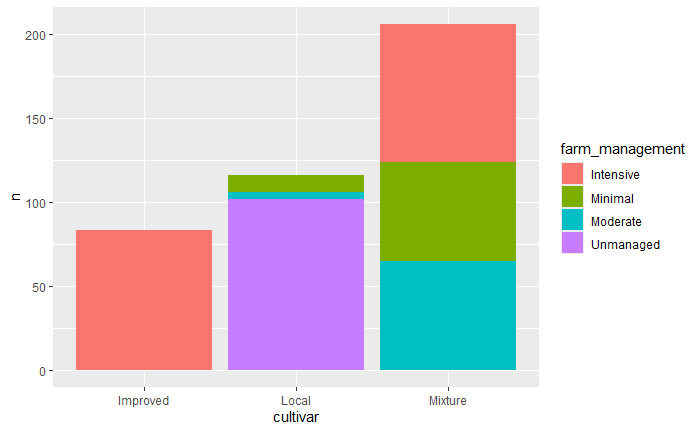 200
150
100
50
0
n
Improved
Local
Mixture
cultivar
farm_management
Intensive
Minimal
Moderate
Unmanaged